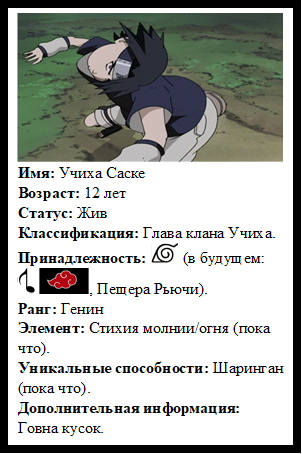 Имя: Учиха Саске
Возраст: 12 лет
Статус: Жив
Классификация: Глава клана Учиха.
Принадлежность: (в будущем:
, Пещера Рьючи).
Ранг: Генин
Элемент: Стихия молнии/огня (пока
что).
Уникальные способности: Шаринган
(пока что).
Дополнительная информация:
Говна кусок.